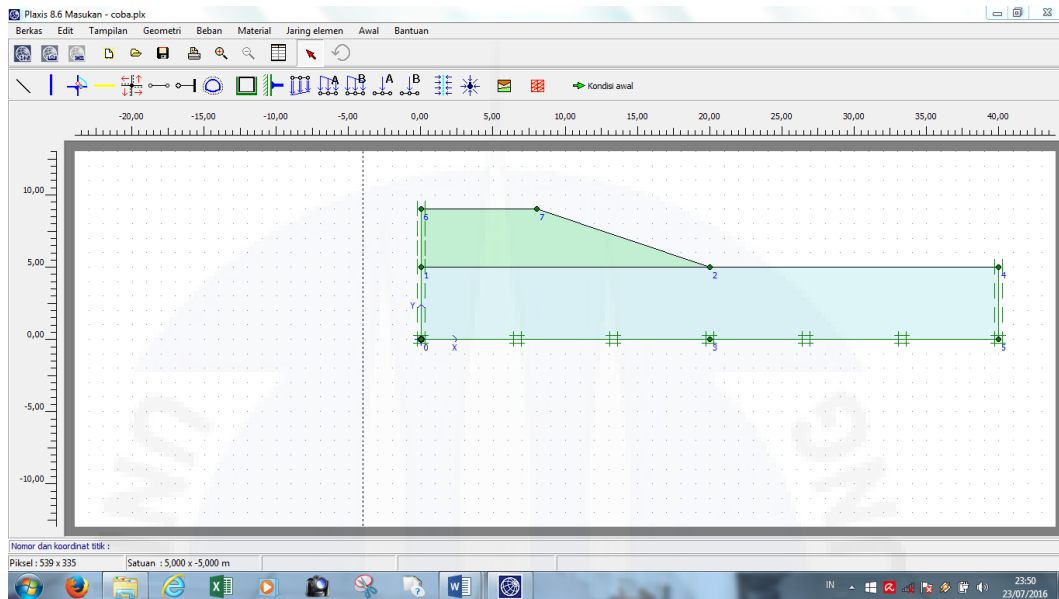 Plaxis 8.6 Masukan - coba.plx
Berkas Edit Tampilan Geometri Beban Material Jaring elemen Awal Bantuan
A B A B Kondisi awal
-20,00 -15,00 -10,00 -5,00 0,00 5,00 10,00 15,00 20,00 25,00 30,00 35,00 40,00
10,00
6 7
5,00
1 2 4
Y
0,00
0 X 3 5
-5,00
-10,00
Nomor dan koordinat titik :
Piksel : 539 x 335 Satuan : 5,000 x -5,000 m
IN 23:50
23/07/2016